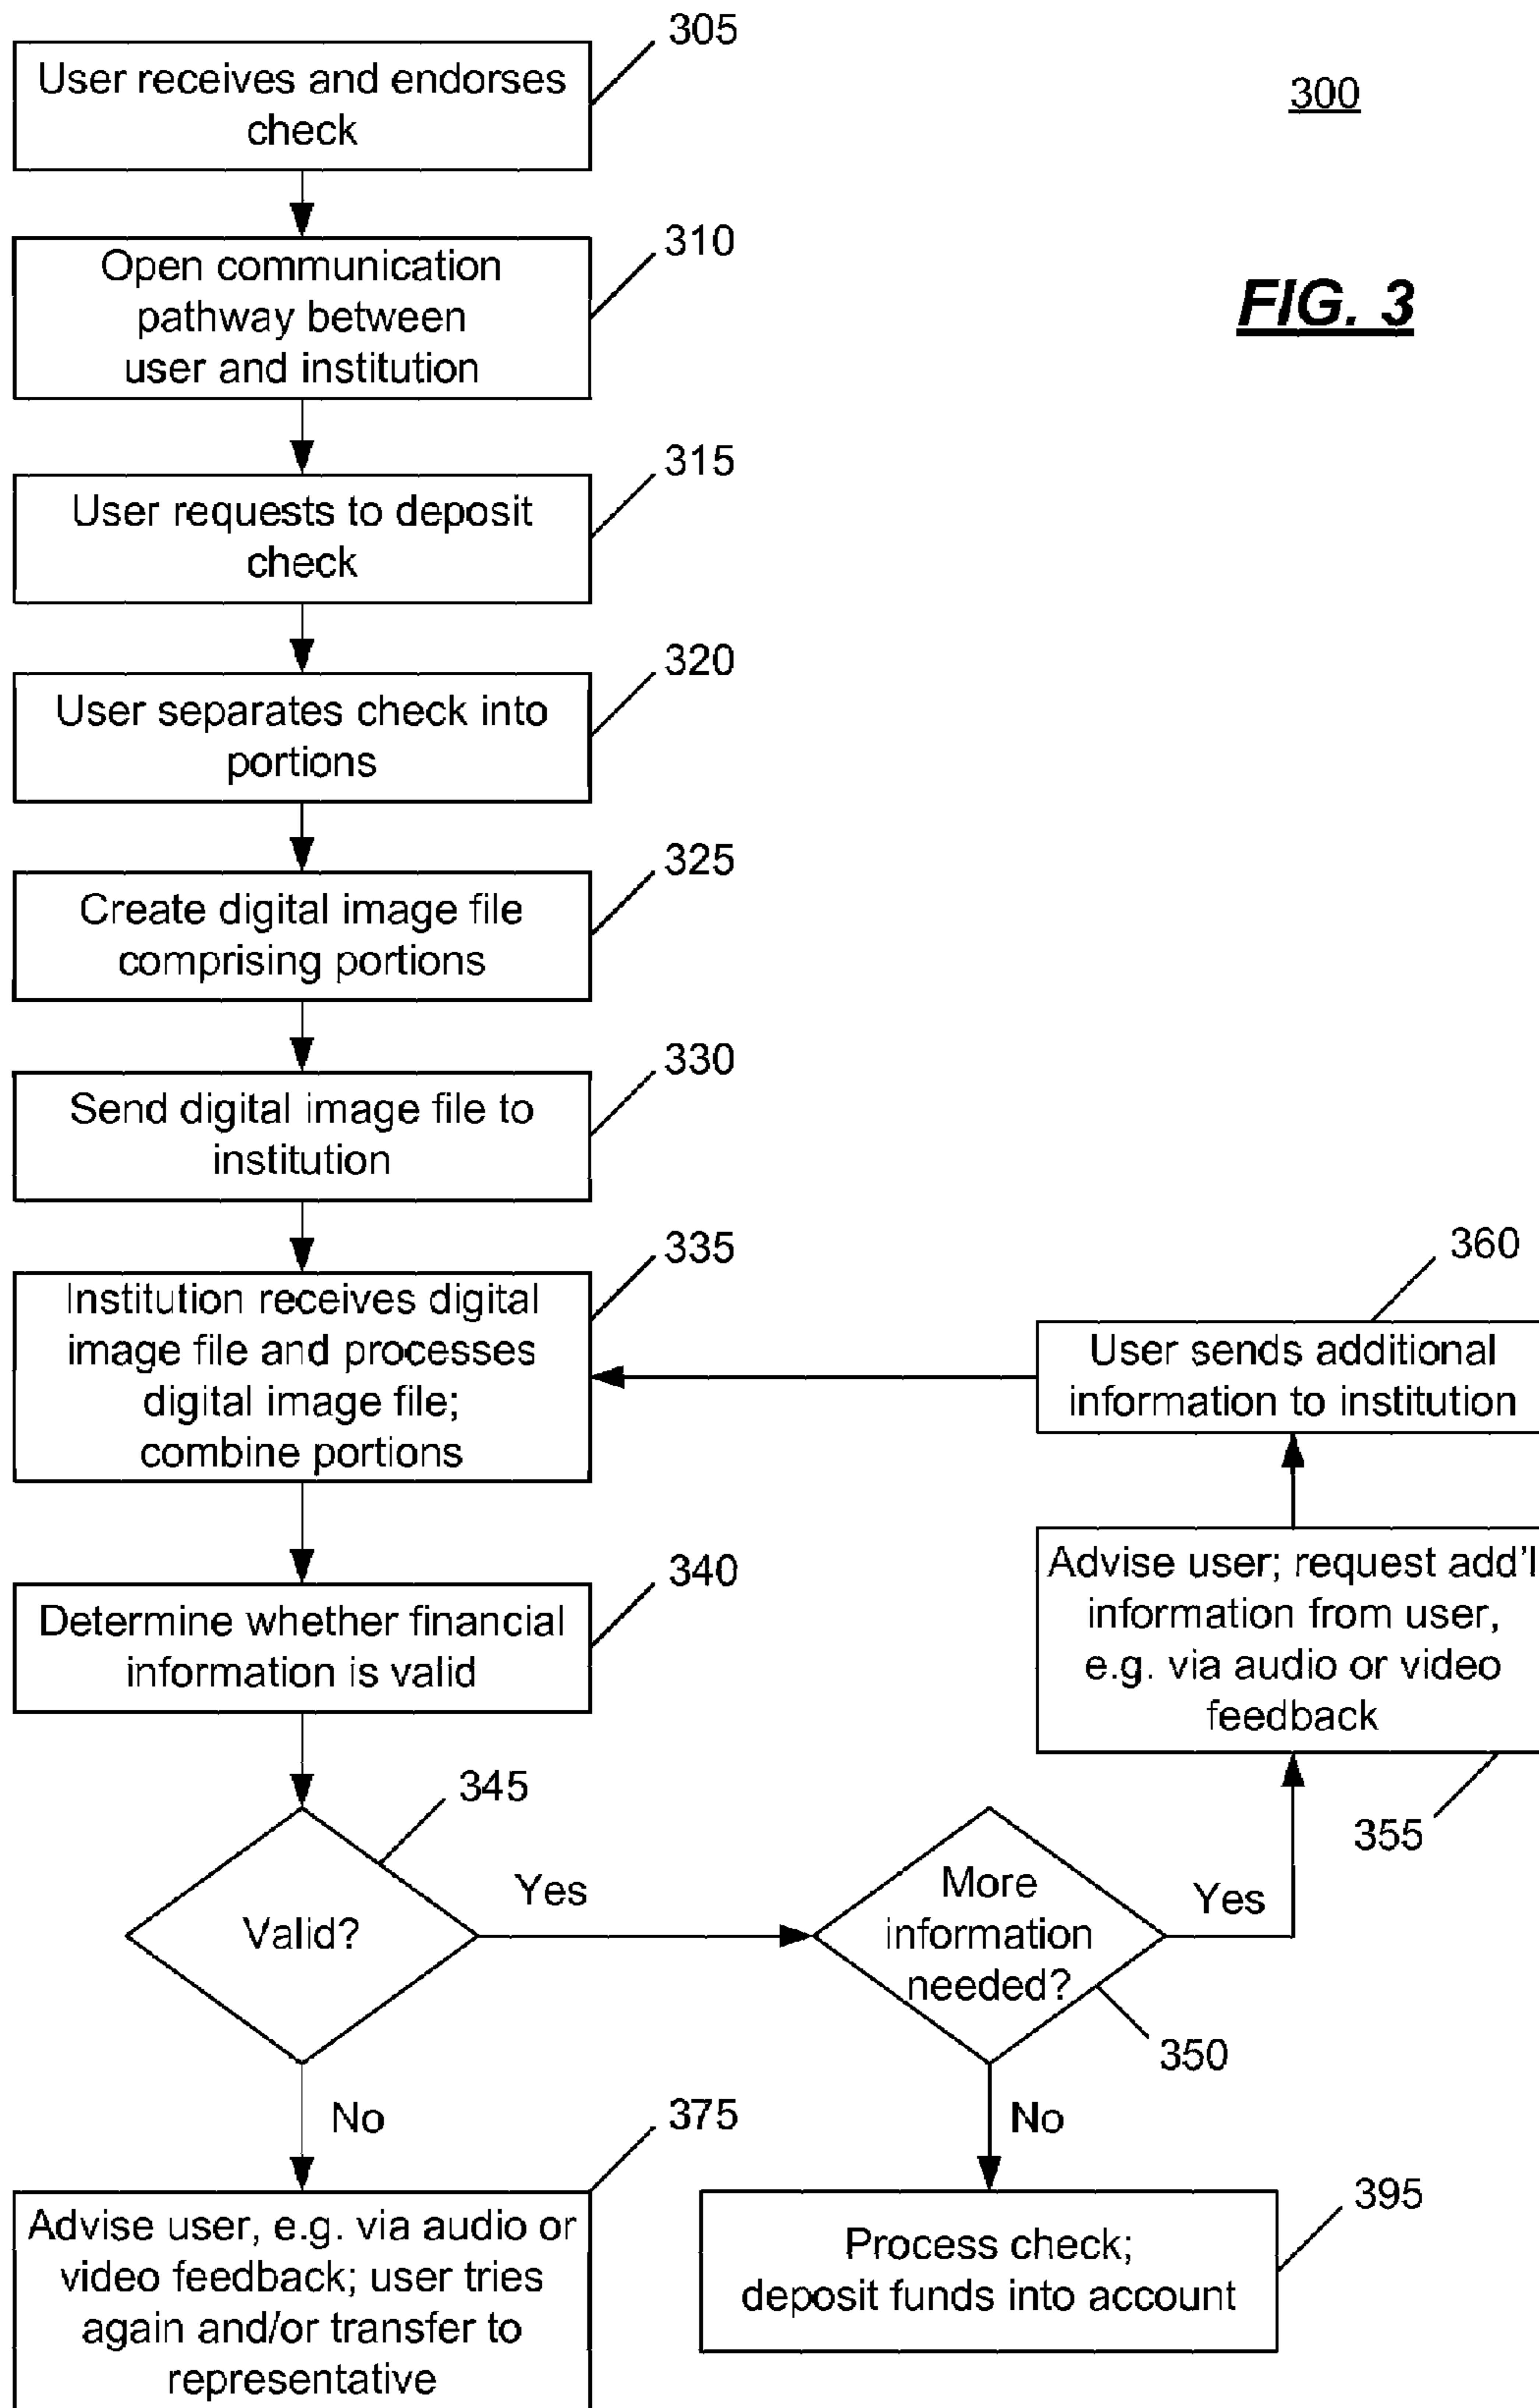 305
User receives and endorses
check
300
310
Open communication
pathway between
user and institution
FIG. 3
315
User requests to deposit
check
320
User separates check into
portions
325
Create digital image file
comprising portions
330
Send digital image file to
institution
335
Institution receives digital
image file and processes
digital image file;
combine portions
360
User sends additional
information to institution
340
Determine whether financial
information is valid
Advise user; request add'l
information from user,
e.g. via audio or video
feedback
355
345
Valid?
Yes
More
information
needed?
Yes
350
No
No
375
Advise user, e.g. via audio or
video feedback; user tries
again and/or transfer to
representative
395
Process check;
deposit funds into account